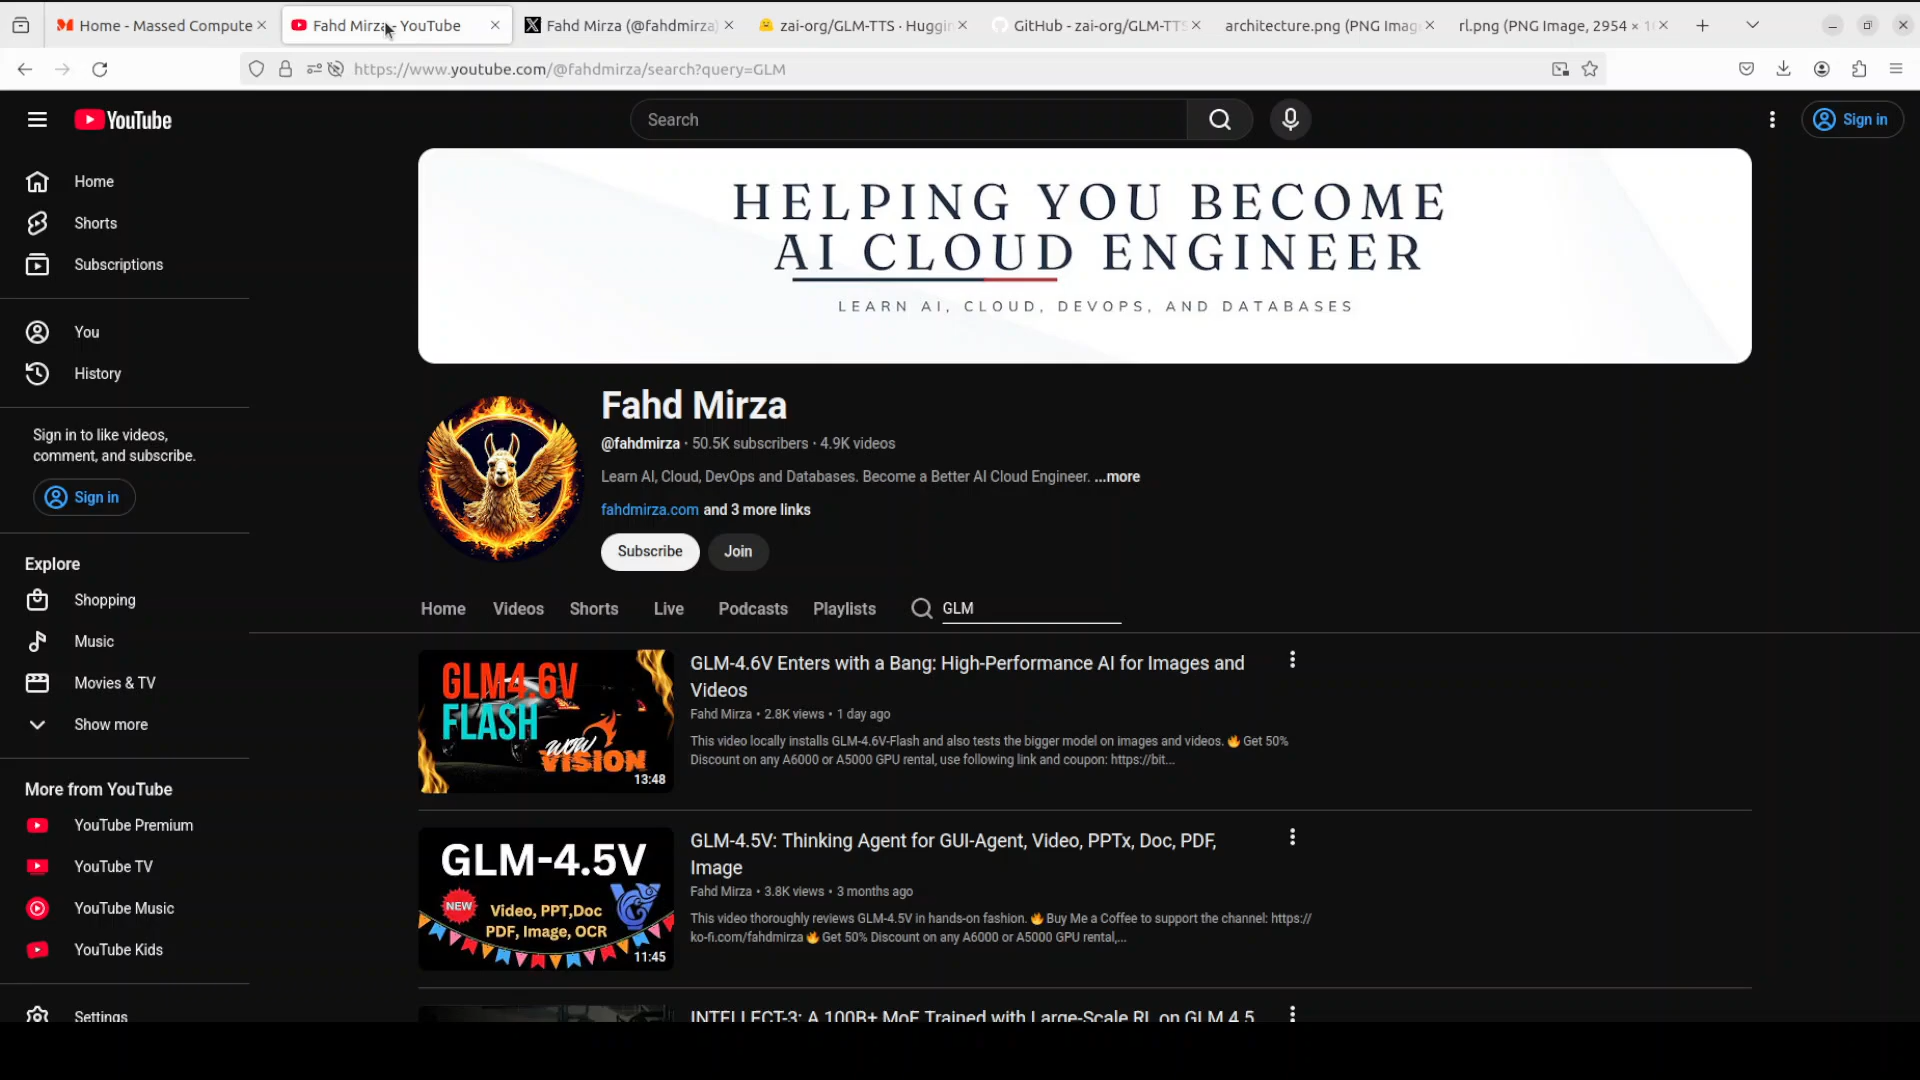 Home - Massed Compute
Fahd Mirza - YouTube
Fahd Mirza (@fahdmirza)
zai-org/GLM-TTS · Huggin
GitHub - zai-org/GLM-TTS
architecture.png (PNG Imag
rl.png (PNG Image, 2954 ×
https://www.youtube.com/@fahdmirza/search?query=GLM
YouTube
Search
Sign in
Home
Shorts
Subscriptions
You
History
Sign in to like videos,
comment, and subscribe.
Sign in
Explore
Shopping
Music
Movies & TV
Show more
More from YouTube
YouTube Premium
YouTube TV
YouTube Music
YouTube Kids
Settings
HELPING YOU BECOME
AI CLOUD ENGINEER
LEARN AI, CLOUD, DEVOPS, AND DATABASES
Fahd Mirza
@fahdmirza · 50.5K subscribers · 4.9K videos
Learn AI, Cloud, DevOps and Databases. Become a Better AI Cloud Engineer. ...more
fahdmirza.com and 3 more links
Subscribe
Join
Home
Videos
Shorts
Live
Podcasts
Playlists
GLM
GLM4.6V
FLASH
WOW
VISION
13:48
GLM-4.6V Enters with a Bang: High-Performance AI for Images and
Videos
Fahd Mirza • 2.8K views • 1 day ago
This video locally installs GLM-4.6V-Flash and also tests the bigger model on images and videos. 🔥 Get 50%
Discount on any A6000 or A5000 GPU rental, use following link and coupon: https://bit...
GLM-4.5V
NEW
Video, PPT,Doc
PDF, Image, OCR
11:45
GLM-4.5V: Thinking Agent for GUI-Agent, Video, PPTx, Doc, PDF,
Image
Fahd Mirza • 3.8K views • 3 months ago
This video thoroughly reviews GLM-4.5V in hands-on fashion. 🔥 Buy Me a Coffee to support the channel: https://
ko-fi.com/fahdmirza 🔥 Get 50% Discount on any A6000 or A5000 GPU rental,...
INTELLECT-3: A 100B+ MoE Trained with Large-Scale RL on GLM 4.5